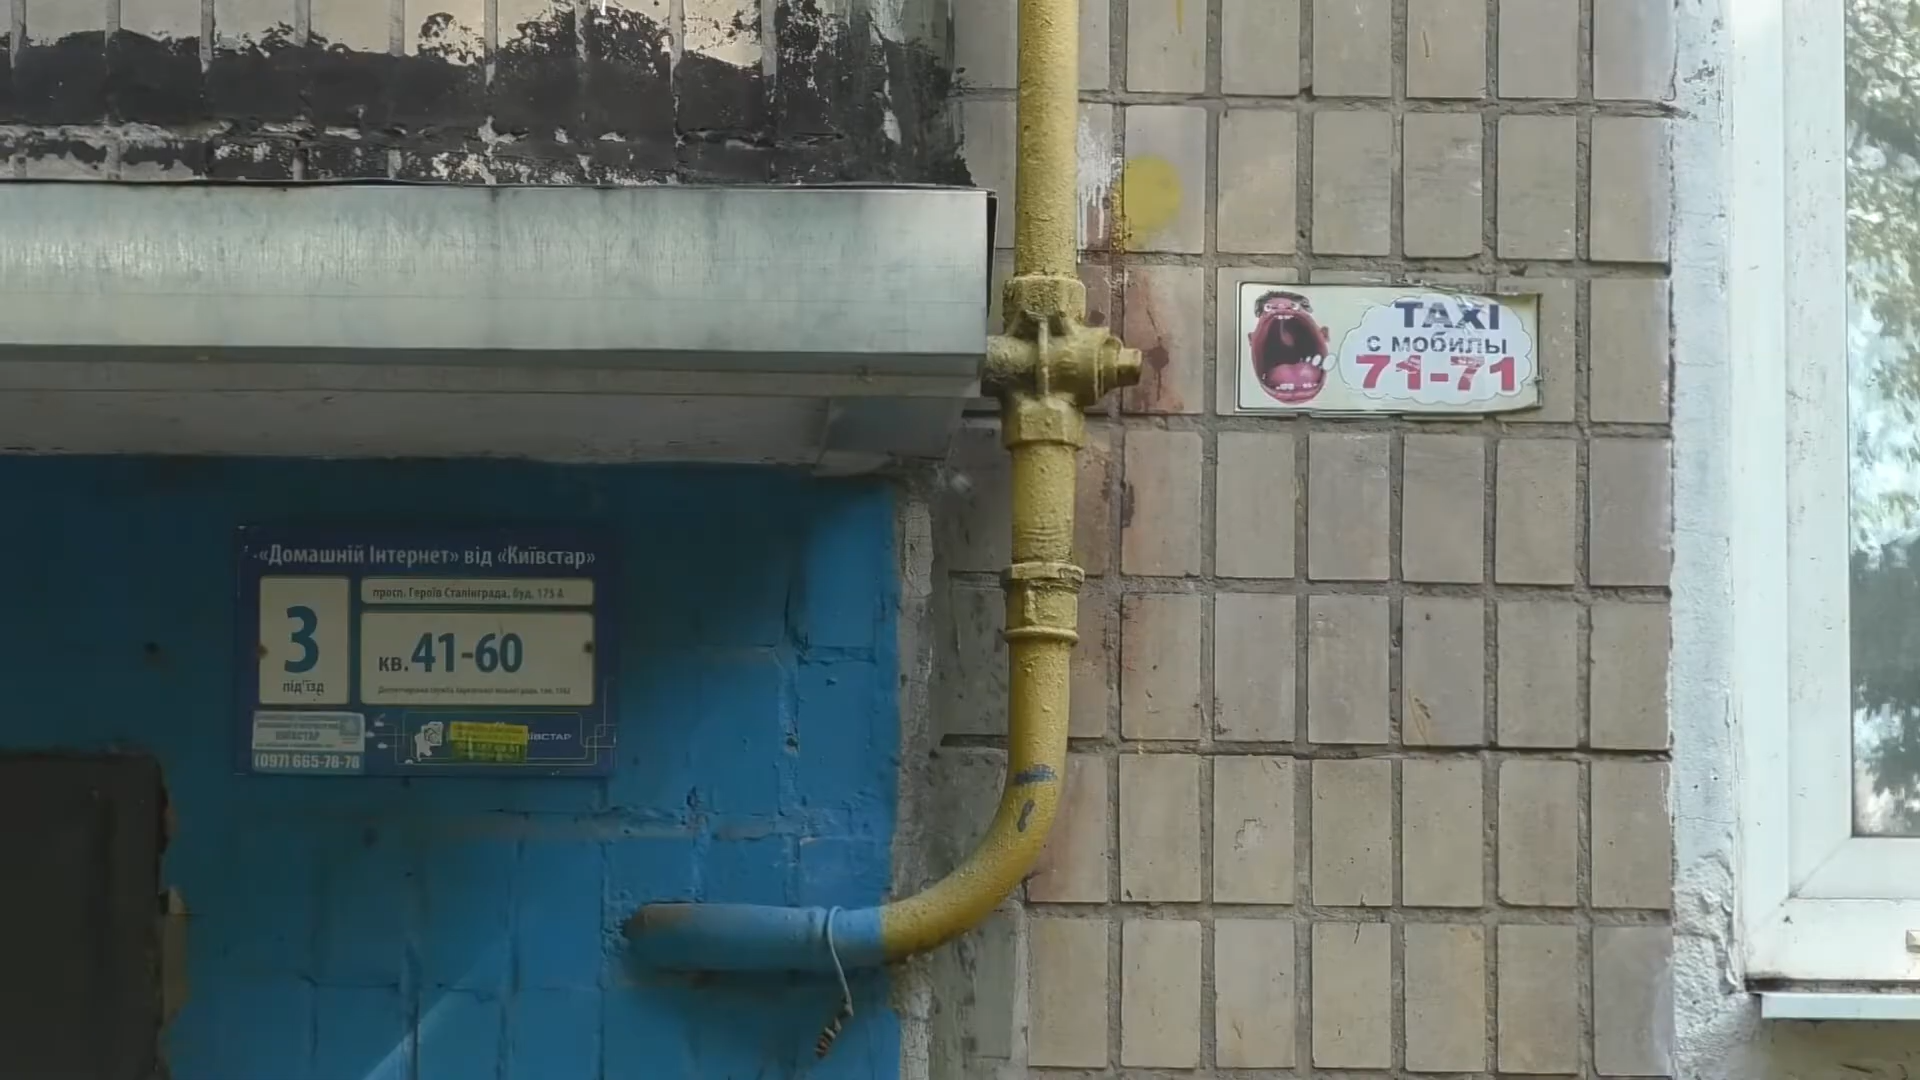 «Домашній Інтернет» від «Київстар»
3
під'їзд
просп. Героїв Сталінграда, буд. 175 А
кв. 41-60
КИЇВСТАР
(097) 665-78-78
TAXI
с мобилы
71-71